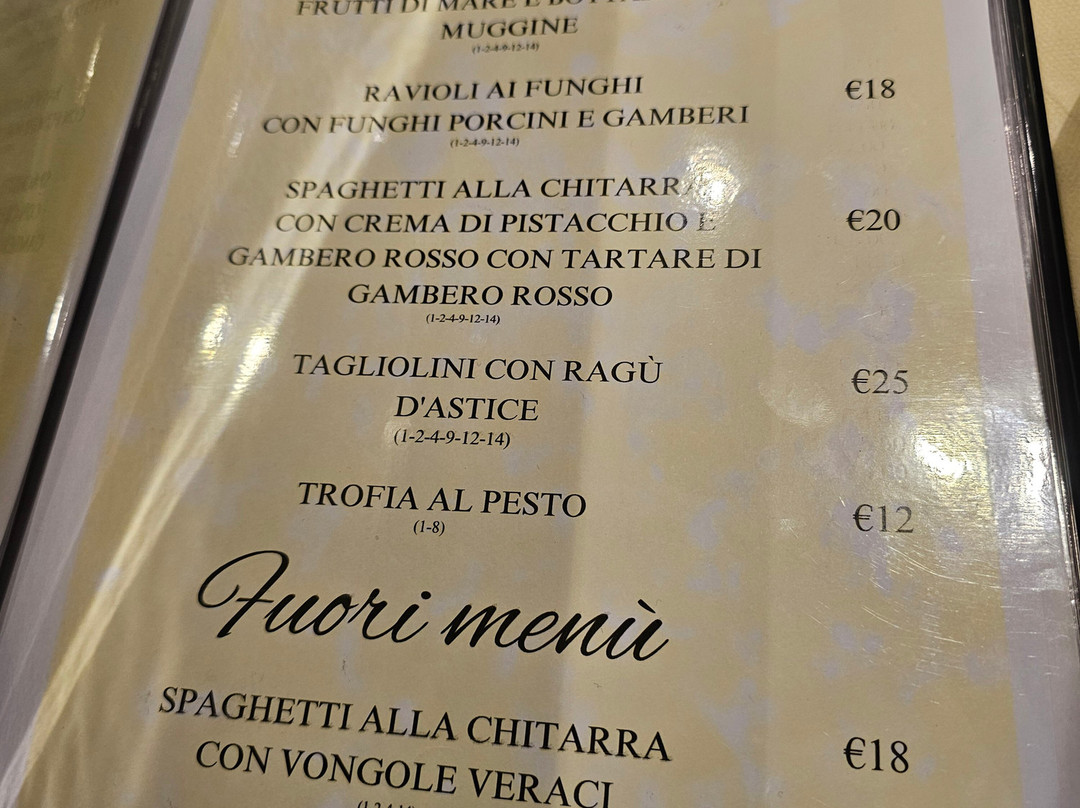 FRUTTI DI MARE E
MUGGINE
(1-2-4-9-12-14)
RAVIOLI AI FUNGHI
CON FUNGHI PORCINI E GAMBERI
€18
(1-2-4-9-12-14)
SPAGHETTI ALLA CHITARRA
CON CREMA DI PISTACCHIO E
€20
GAMBERO ROSSO CON TARTARE DI
GAMBERO ROSSO
(1-2-4-9-12-14)
TAGLIOLINI CON RAGÙ
€25
D'ASTICE
(1-2-4-9-12-14)
TROFIA AL PESTO
€12
(1-8)
Fuori menù
SPAGHETTI ALLA CHITARRA
CON VONGOLE VERACI
€18